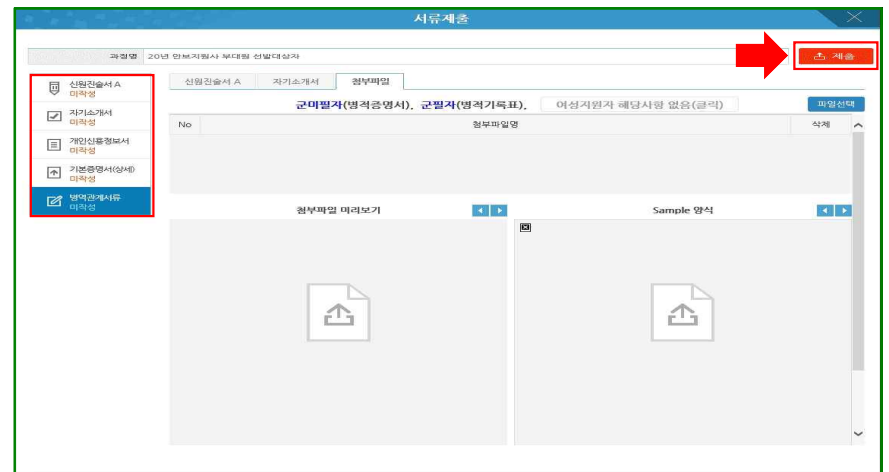 서류제출
과정명 20년 안보지원사 부대원 선발대상자
제출
신원진술서 A
미작성
자기소개서
미작성
개인신용정보서
미작성
기본증명서(상세)
미작성
병역관계서류
미작성
신원진술서 A 자기소개서 첨부파일
군미필자(병적증명서), 군필자(병적기록표), 여성지원자 해당사항 없음(클릭) 파일선택
No 첨부파일명 삭제
첨부파일 미리보기 Sample 양식